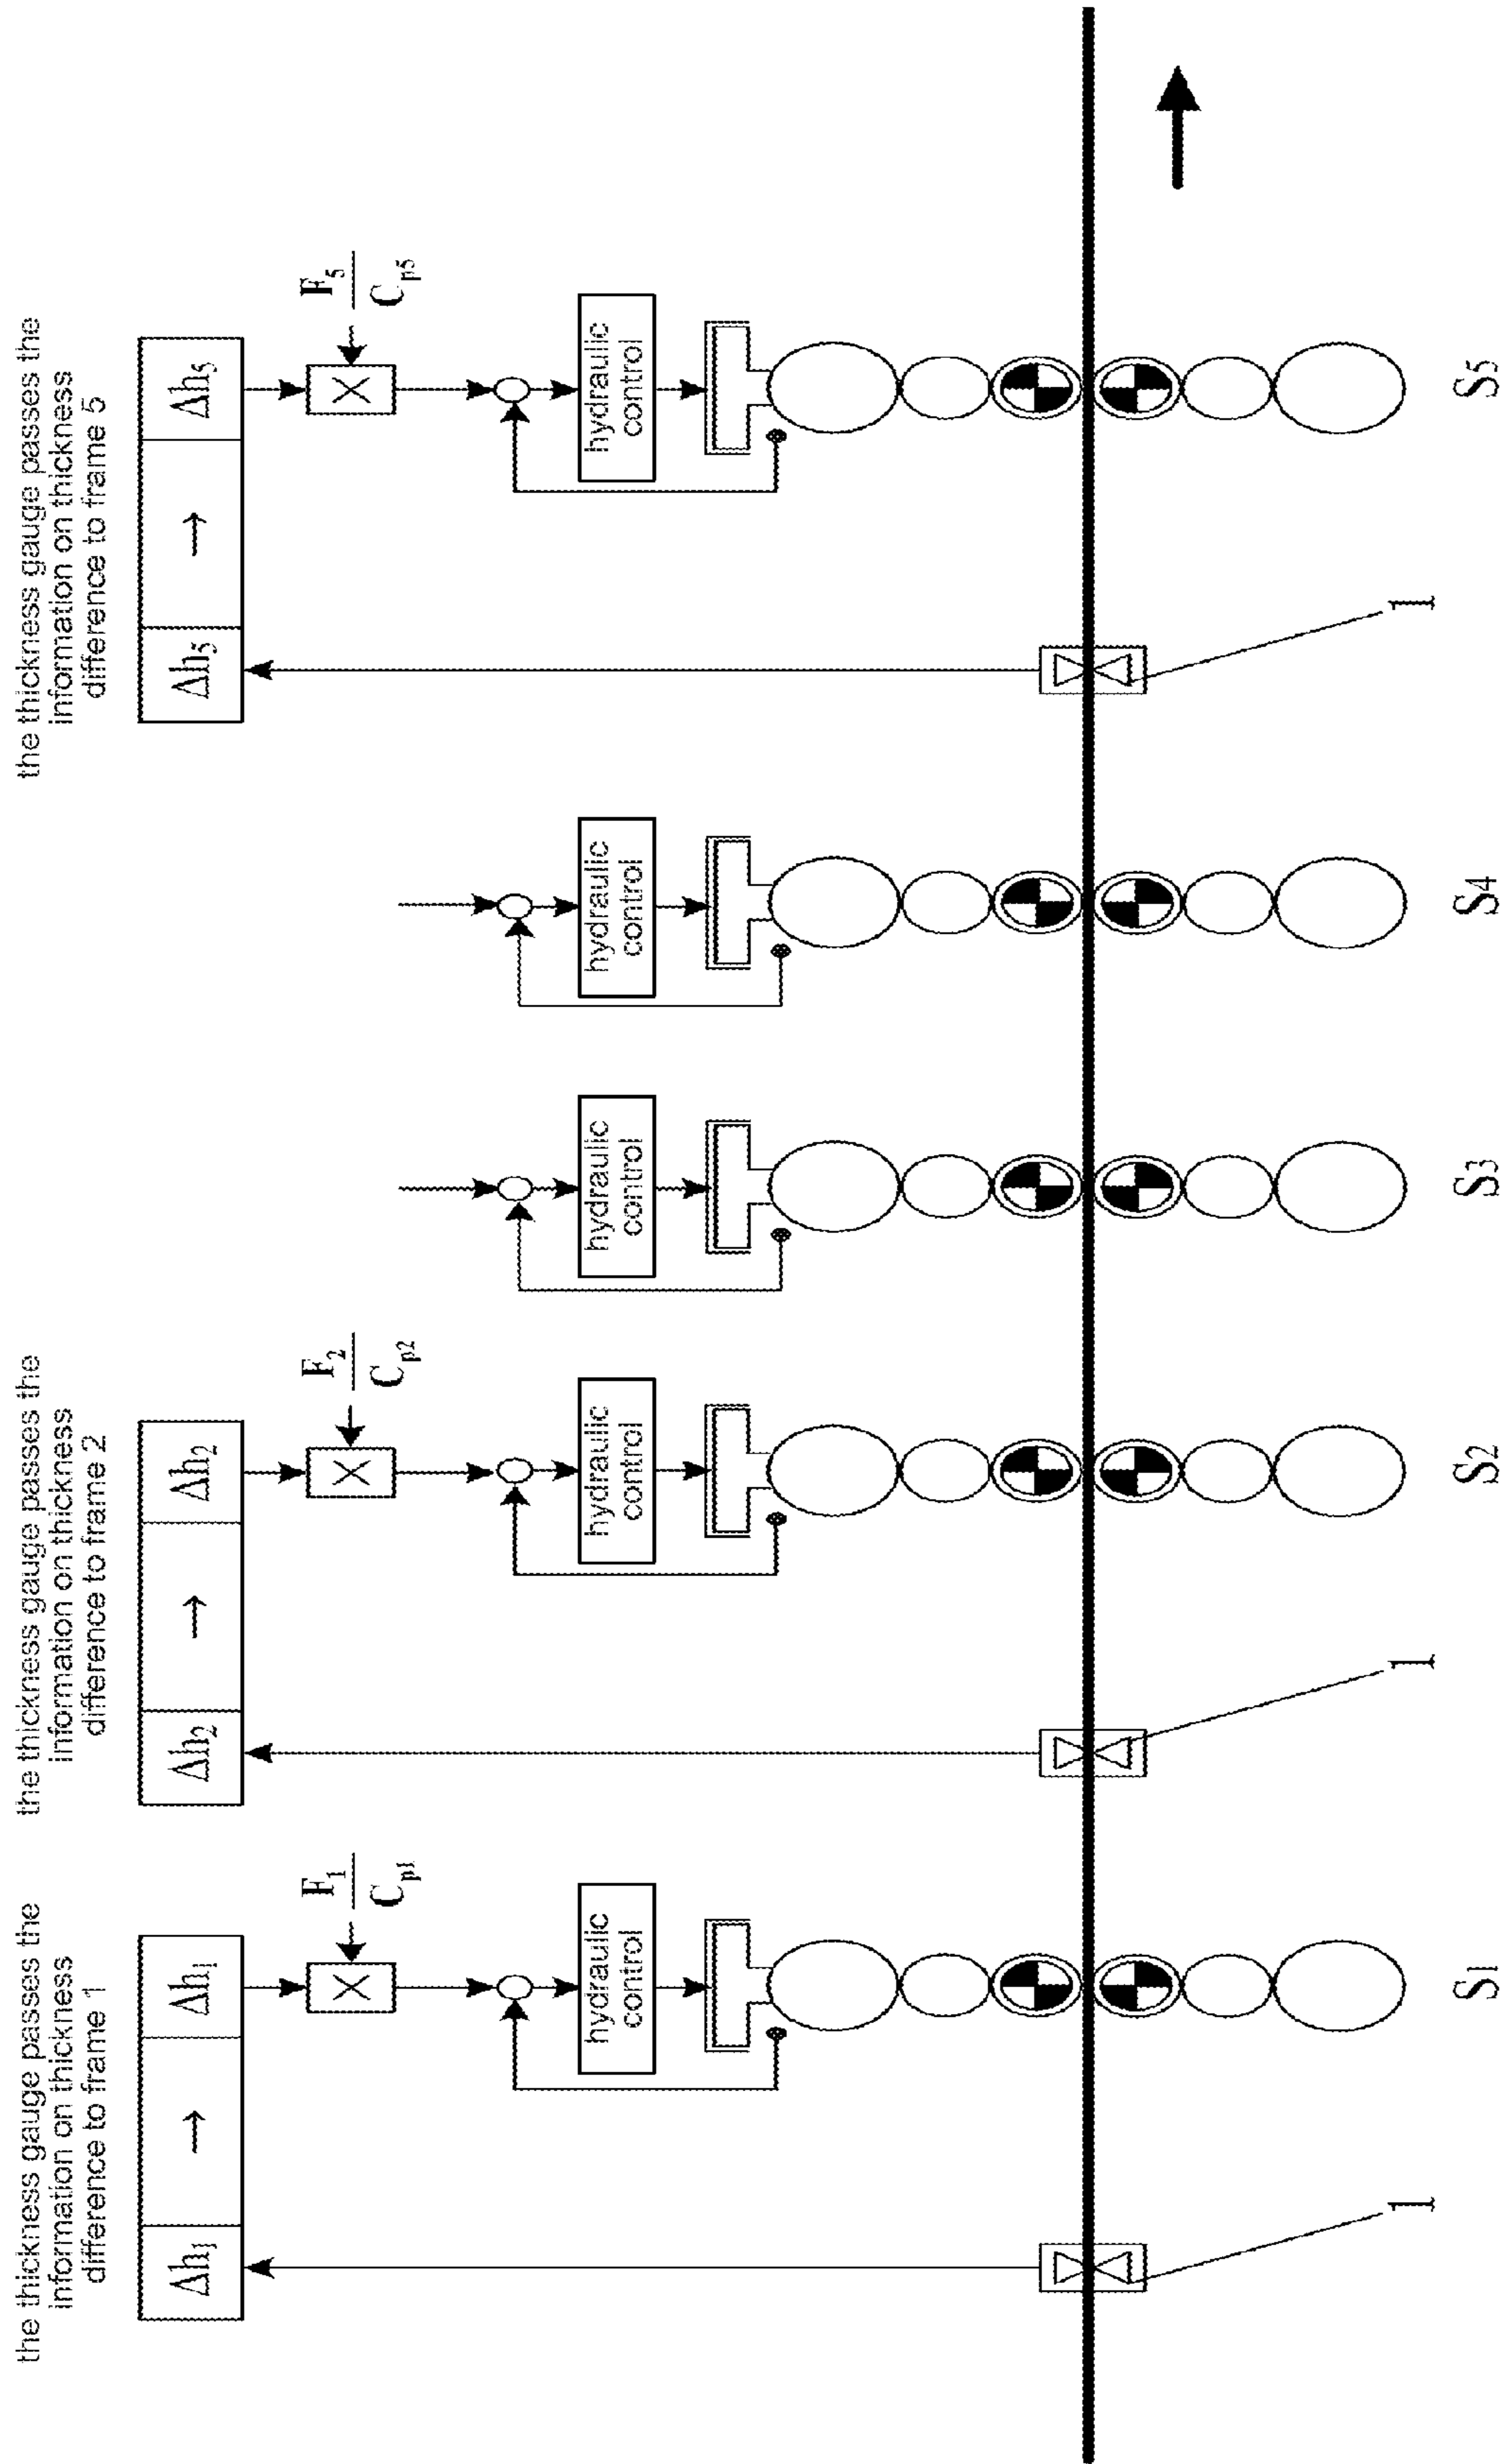 the thickness gauge passes the
information on thickness
difference to frame 1
the thickness gauge passes the
information on thickness
difference to frame 2
the thickness gauge passes the
information on thickness
difference to frame 5
Δh₁ → Δh₁
Δh₂ → Δh₂
Δh₅ → Δh₅
X
F₁
Cₚ₁
X
F₂
Cₚ₂
X
F₅
Cₚ₅
hydraulic
control
hydraulic
control
hydraulic
control
hydraulic
control
hydraulic
control
1
1
1
S₁
S₂
S₃
S₄
S₅